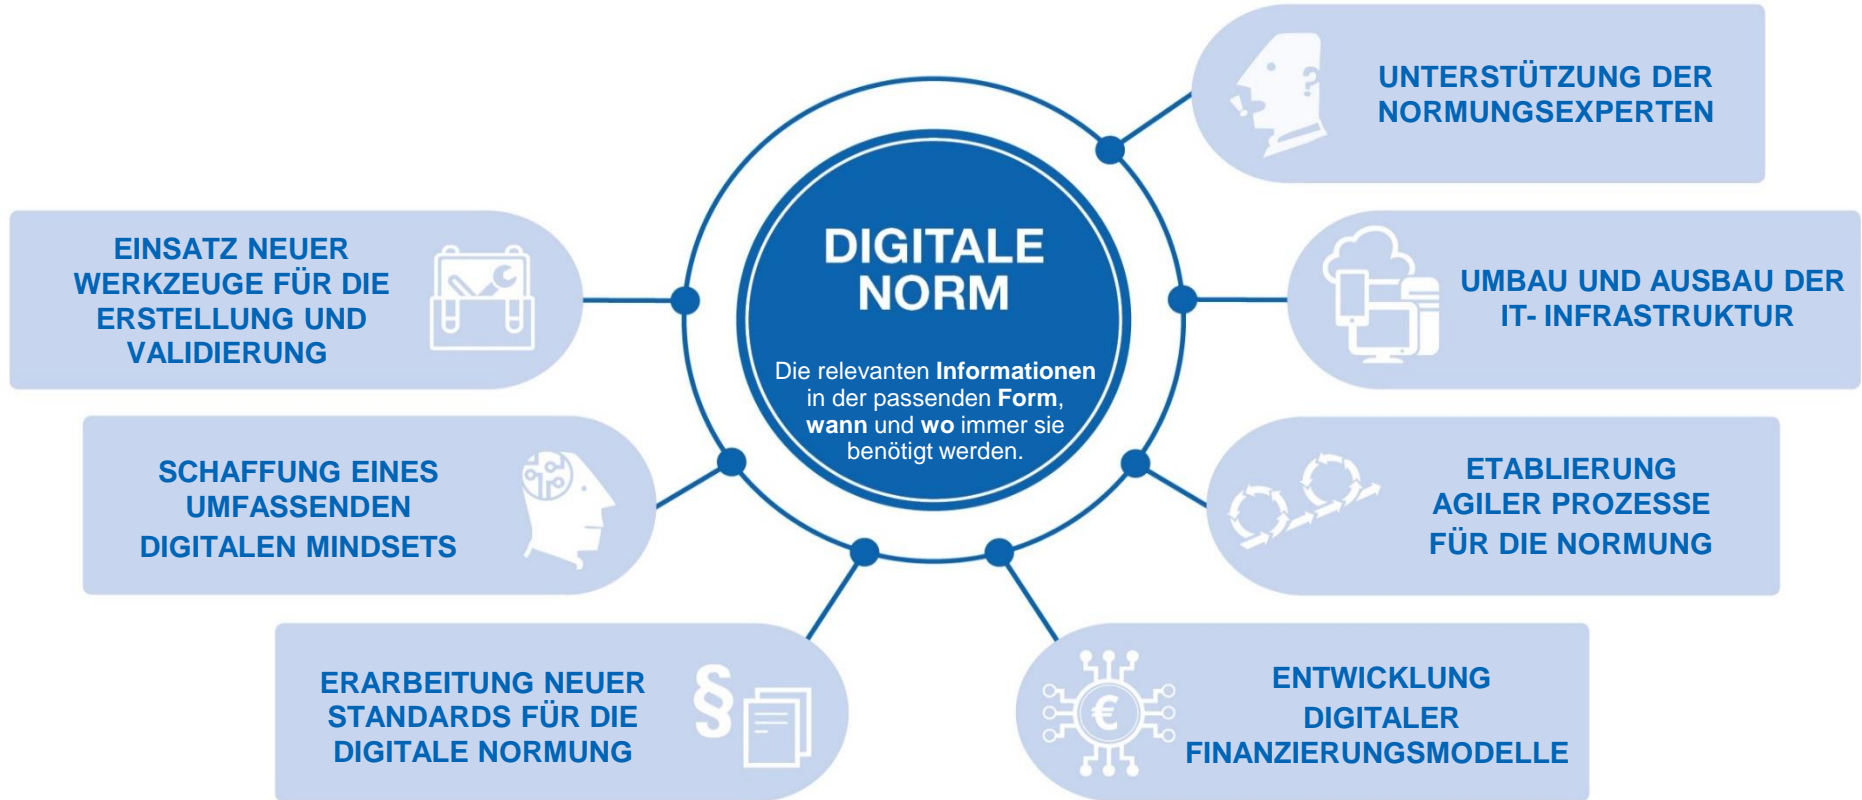 UNTERSTÜTZUNG DER
NORMUNGSEXPERTEN
DIGITALE
NORM
Die relevanten Informationen
in der passenden Form,
wann und wo immer sie
benötigt werden.
EINSATZ NEUER
WERKZEUGE FÜR DIE
ERSTELLUNG UND
VALIDIERUNG
UMBAU UND AUSBAU DER
IT- INFRASTRUKTUR
SCHAFFUNG EINES
UMFASSENDEN
DIGITALEN MINDSETS
ETABLIERUNG
AGILER PROZESSE
FÜR DIE NORMUNG
ERARBEITUNG NEUER
STANDARDS FÜR DIE
DIGITALE NORMUNG
§
ENTWICKLUNG
DIGITALER
FINANZIERUNGSMODELLE
€
?
!